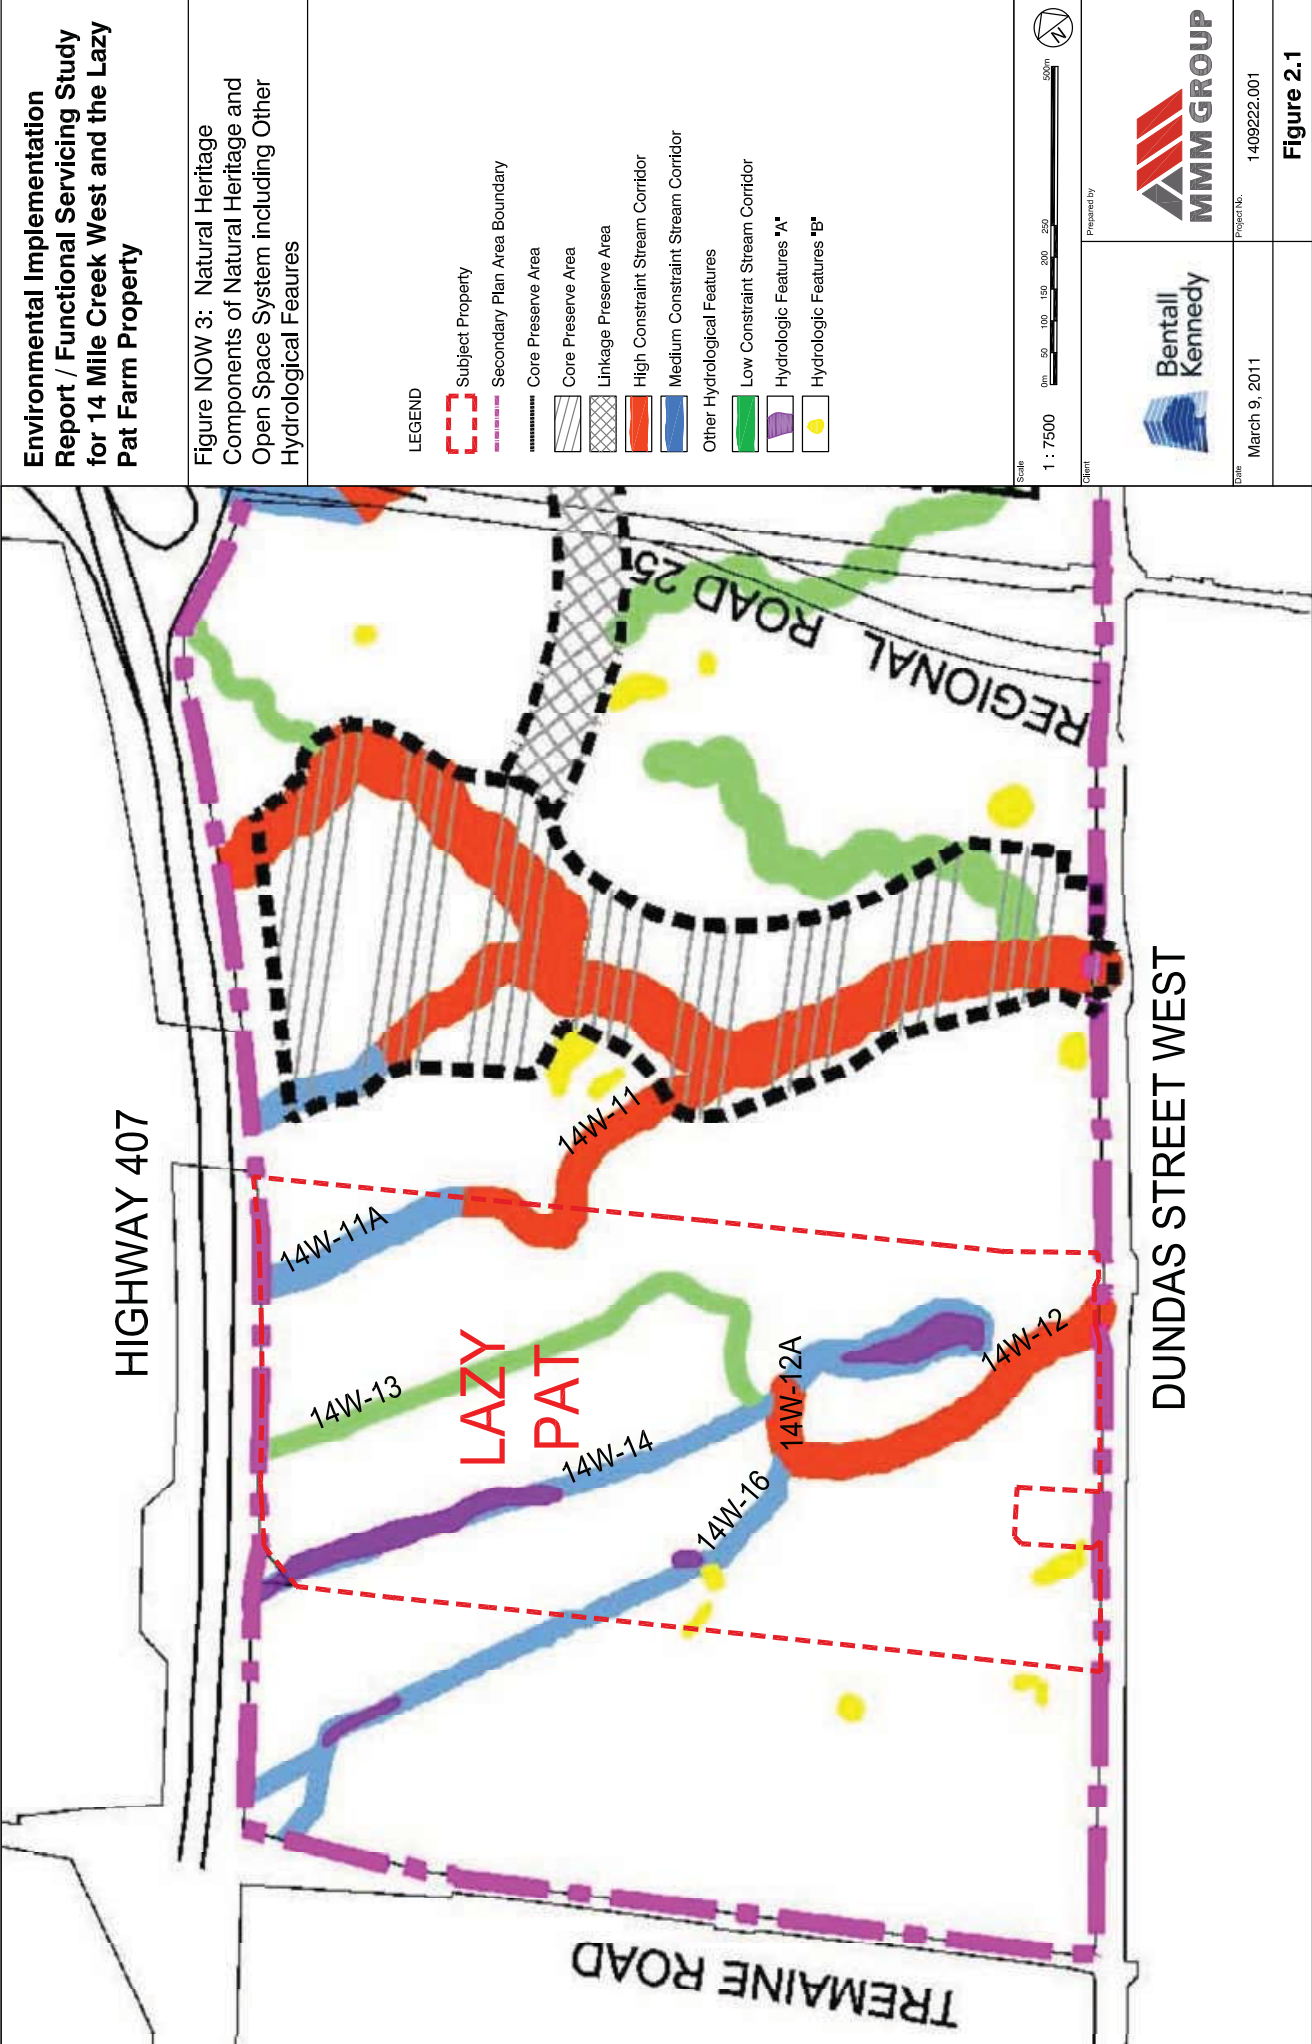 Environmental Implementation
Report / Functional Servicing Study
for 14 Mile Creek West and the Lazy
Pat Farm Property
Figure NOW 3: Natural Heritage
Components of Natural Heritage and
Open Space System including Other
Hydrological Feaures
LEGEND
Subject Property
Secondary Plan Area Boundary
Core Preserve Area
Core Preserve Area
Linkage Preserve Area
High Constraint Stream Corridor
Medium Constraint Stream Corridor
Other Hydrological Features
Low Constraint Stream Corridor
Hydrologic Features "A"
Hydrologic Features "B"
Scale
1 : 7500
0m 50 100 150 200 250 500m
N
Client
Bentall
Kennedy
Prepared by
MMM GROUP
Date
March 9, 2011
Project No.
1409222.001
Figure 2.1
HIGHWAY 407
DUNDAS STREET WEST
REGIONAL ROAD 25
TREMAINE ROAD
LAZY
PAT
14W-11
14W-11A
14W-13
14W-14
14W-16
14W-12A
14W-12